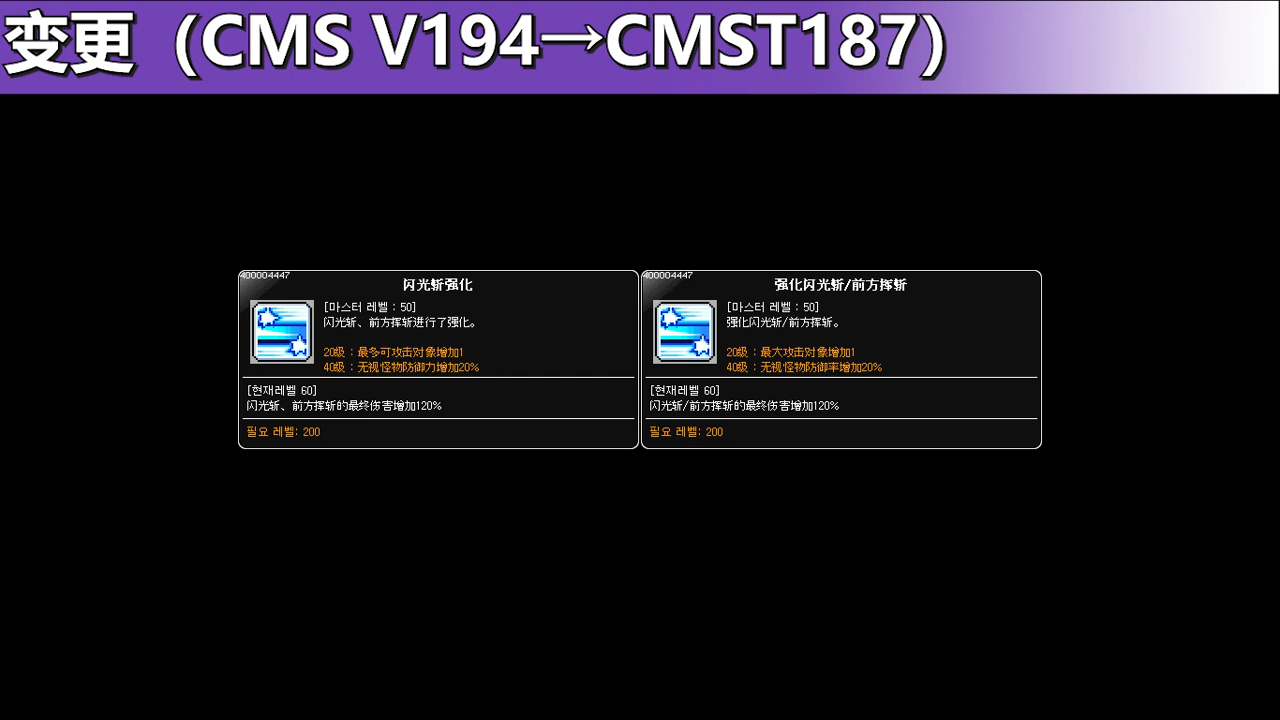 变更（CMS V194→CMST187）
400004447
闪光斩强化
[마스터 레벨 : 50]
闪光斩、前方挥斩进行了强化。
20级 : 最多可攻击对象增加1
40级 : 无视怪物防御力增加20%
[현재레벨 60]
闪光斩、前方挥斩的最终伤害增加120%
필요 레벨: 200
400004447
强化闪光斩/前方挥斩
[마스터 레벨 : 50]
强化闪光斩/前方挥斩。
20级 : 最大攻击对象增加1
40级 : 无视怪物防御率增加20%
[현재레벨 60]
闪光斩/前方挥斩的最终伤害增加120%
필요 레벨: 200